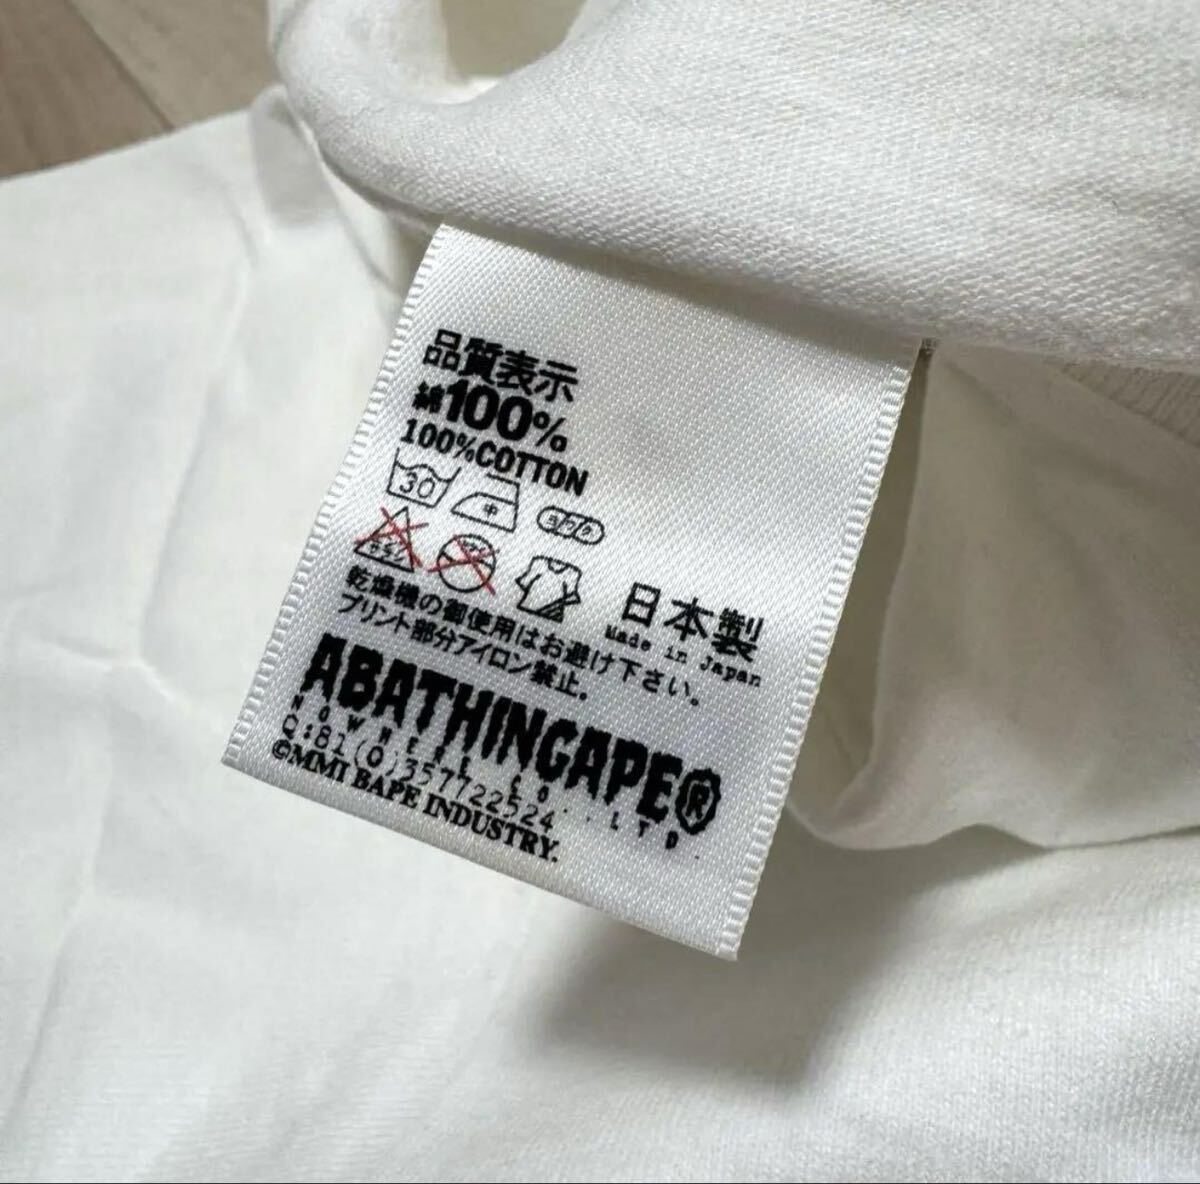 品質表示
綿100%
100%COTTON
30 中 ヨワク
エンソ
乾燥機の御使用はお避け下さい。
プリント部分アイロン禁止。
日本製
Made in Japan
ABATHINGAPE®
NOWHERE CO.,LTD.
Q:81(0)357722524
©MMI BAPE INDUSTRY.